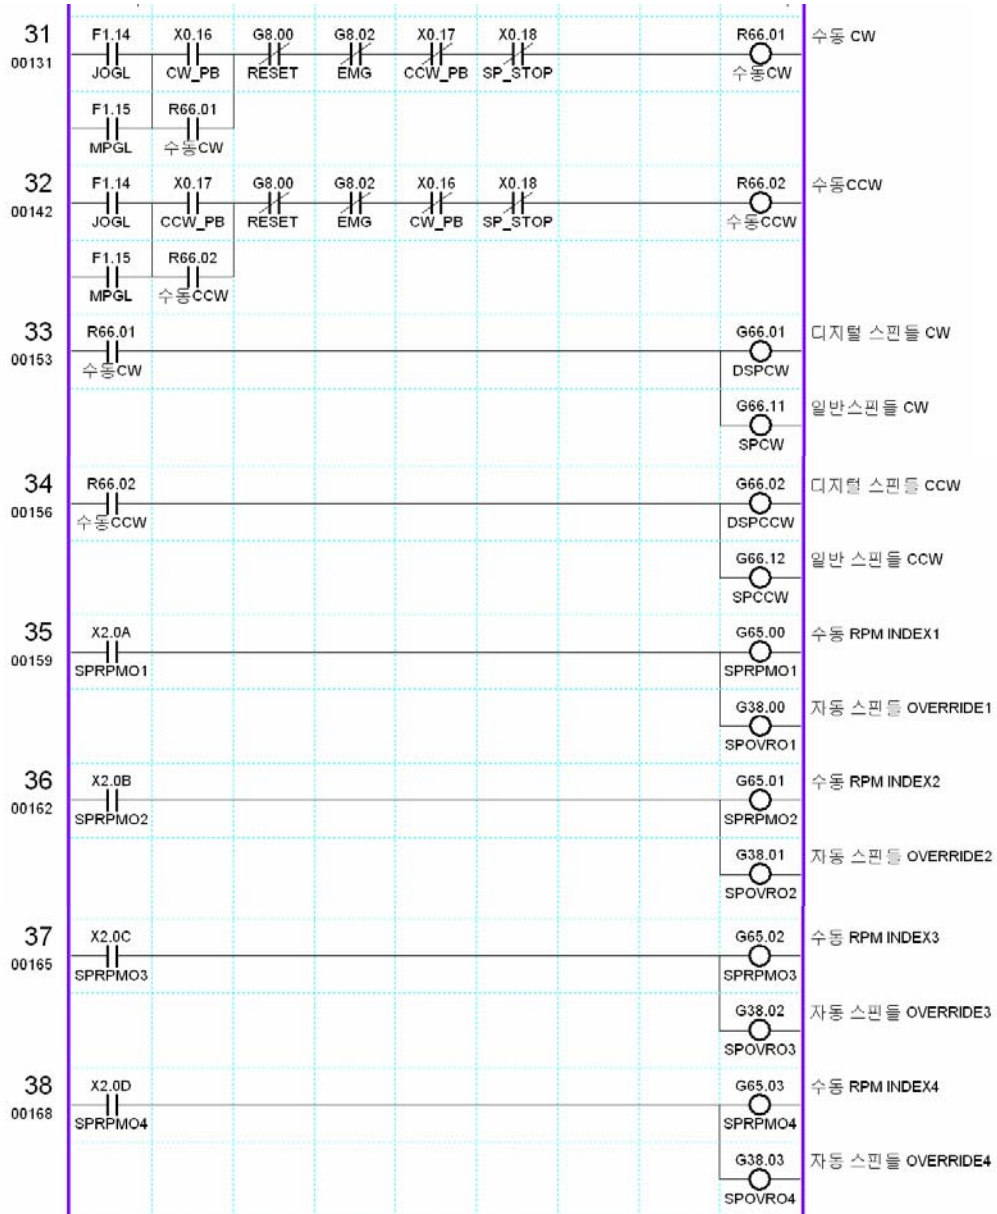 31
00131
F1.14 X0.16 G8.00 G8.02 X0.17 X0.18 R66.01 수동 CW
JOGL CW_PB RESET EMG CCW_PB SP_STOP 수동CW
F1.15 R66.01
MPGL 수동CW
32
00142
F1.14 X0.17 G8.00 G8.02 X0.16 X0.18 R66.02 수동CCW
JOGL CCW_PB RESET EMG CW_PB SP_STOP 수동CCW
F1.15 R66.02
MPGL 수동CCW
33
00153
R66.01 G66.01 디지털 스핀들 CW
수동CW DSPCW
G66.11 일반스핀들 CW
SPCW
34
00156
R66.02 G66.02 디지털 스핀들 CCW
수동CCW DSPCCW
G66.12 일반 스핀들 CCW
SPCCW
35
00159
X2.0A G65.00 수동 RPM INDEX1
SPRPMO1 SPRPMO1
G38.00 자동 스핀들 OVERRIDE1
SPOVRO1
36
00162
X2.0B G65.01 수동 RPM INDEX2
SPRPMO2 SPRPMO2
G38.01 자동 스핀들 OVERRIDE2
SPOVRO2
37
00165
X2.0C G65.02 수동 RPM INDEX3
SPRPMO3 SPRPMO3
G38.02 자동 스핀들 OVERRIDE3
SPOVRO3
38
00168
X2.0D G65.03 수동 RPM INDEX4
SPRPMO4 SPRPMO4
G38.03 자동 스핀들 OVERRIDE4
SPOVRO4